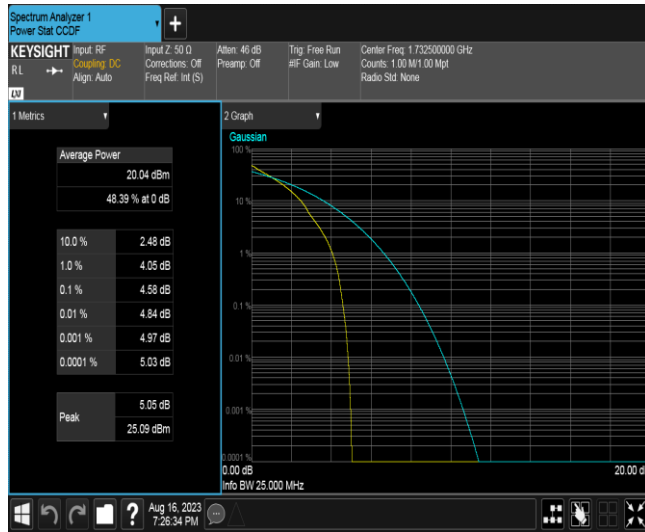 Spectrum Analyzer 1
Power Stat CCDF
+
KEYSIGHT
RL
Input: RF
Coupling: DC
Align: Auto
Input Z: 50 Ω
Corrections: Off
Freq Ref: Int (S)
Atten: 46 dB
Preamp: Off
Trig: Free Run
#IF Gain: Low
Center Freq: 1.732500000 GHz
Counts: 1.00 M/1.00 Mpt
Radio Std: None
LXI
1 Metrics
Average Power
20.04 dBm
48.39 % at 0 dB
10.0 % 2.48 dB
1.0 % 4.05 dB
0.1 % 4.58 dB
0.01 % 4.84 dB
0.001 % 4.97 dB
0.0001 % 5.03 dB
Peak
5.05 dB
25.09 dBm
2 Graph
Gaussian
100 %
10 %
1 %
0.1 %
0.01 %
0.001 %
0.0001 %
0.00 dB
20.00 d
Info BW 25.000 MHz
?
Aug 16, 2023
7:26:34 PM